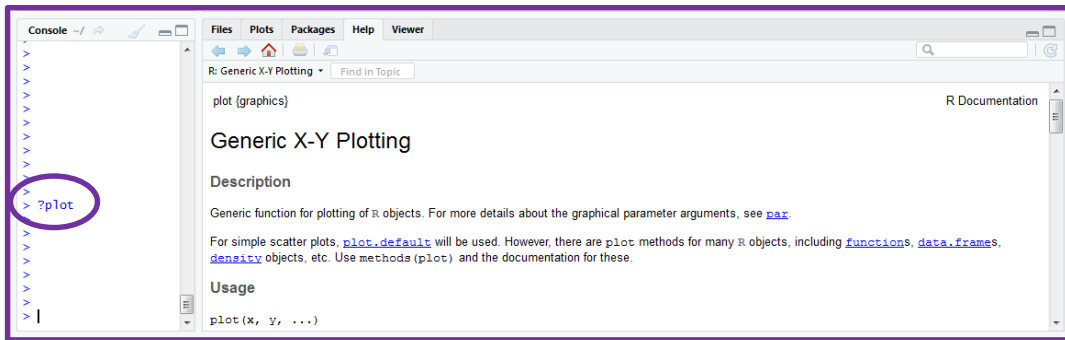 Console ~/
>
>
>
>
>
>
>
>
>
>
>
> ?plot
>
>
>
>
>
>
>
> |
Files Plots Packages Help Viewer
R: Generic X-Y Plotting Find in Topic
plot {graphics} R Documentation
Generic X-Y Plotting
Description
Generic function for plotting of R objects. For more details about the graphical parameter arguments, see par.
For simple scatter plots, plot.default will be used. However, there are plot methods for many R objects, including functions, data.frames,
density objects, etc. Use methods(plot) and the documentation for these.
Usage
plot(x, y, ...)